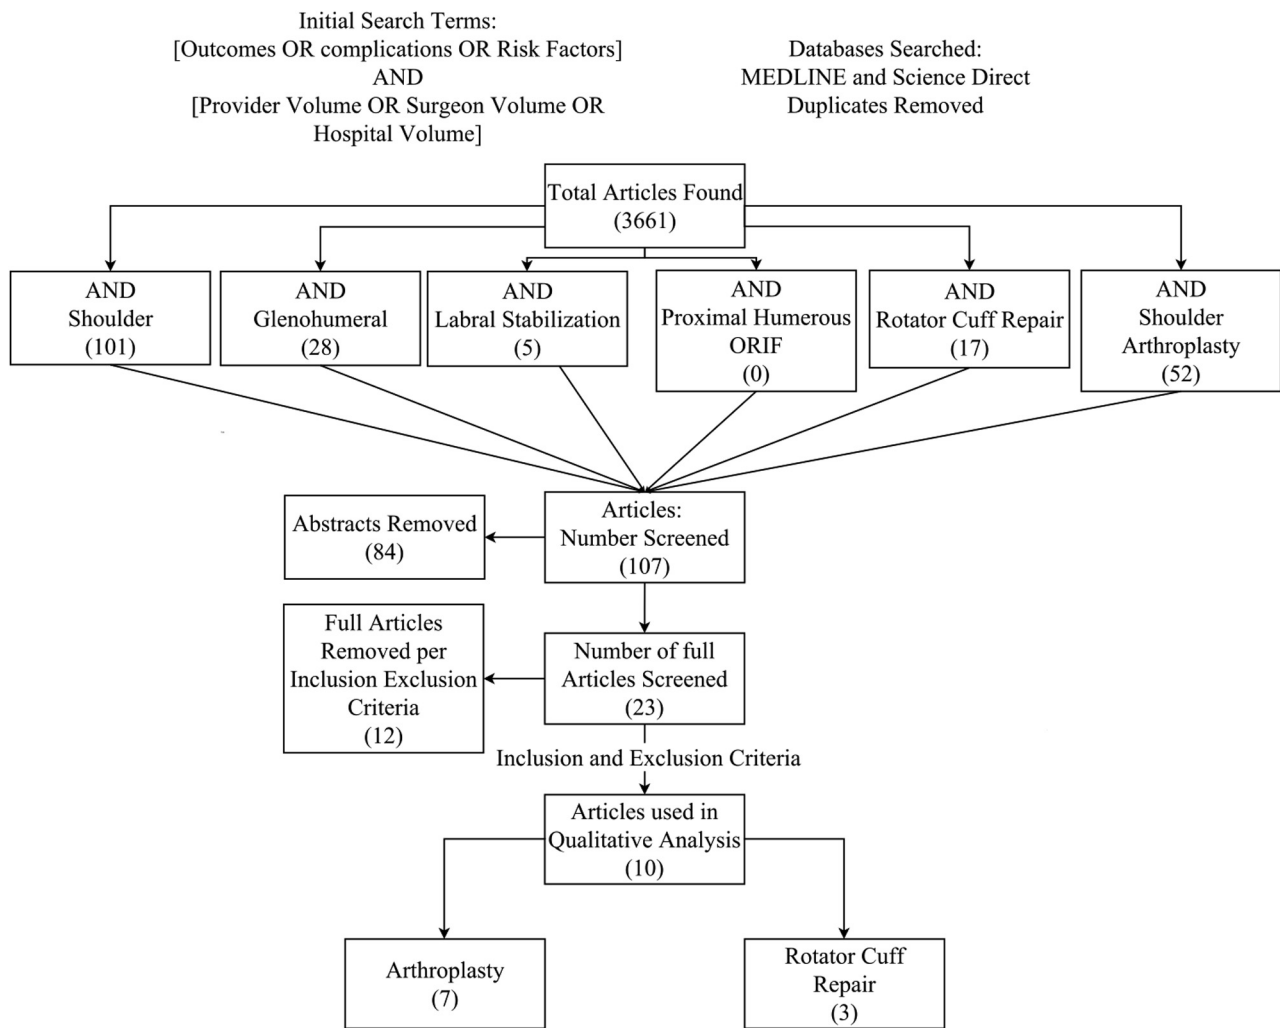 Initial Search Terms:
[Outcomes OR complications OR Risk Factors]
AND
[Provider Volume OR Surgeon Volume OR
Hospital Volume]
Databases Searched:
MEDLINE and Science Direct
Duplicates Removed
Total Articles Found
(3661)
AND
Shoulder
(101)
AND
Glenohumeral
(28)
AND
Labral Stabilization
(5)
AND
Proximal Humerous
ORIF
(0)
AND
Rotator Cuff Repair
(17)
AND
Shoulder
Arthroplasty
(52)
Articles:
Number Screened
(107)
Abstracts Removed
(84)
Number of full
Articles Screened
(23)
Full Articles
Removed per
Inclusion Exclusion
Criteria
(12)
Inclusion and Exclusion Criteria
Articles used in
Qualitative Analysis
(10)
Arthroplasty
(7)
Rotator Cuff
Repair
(3)